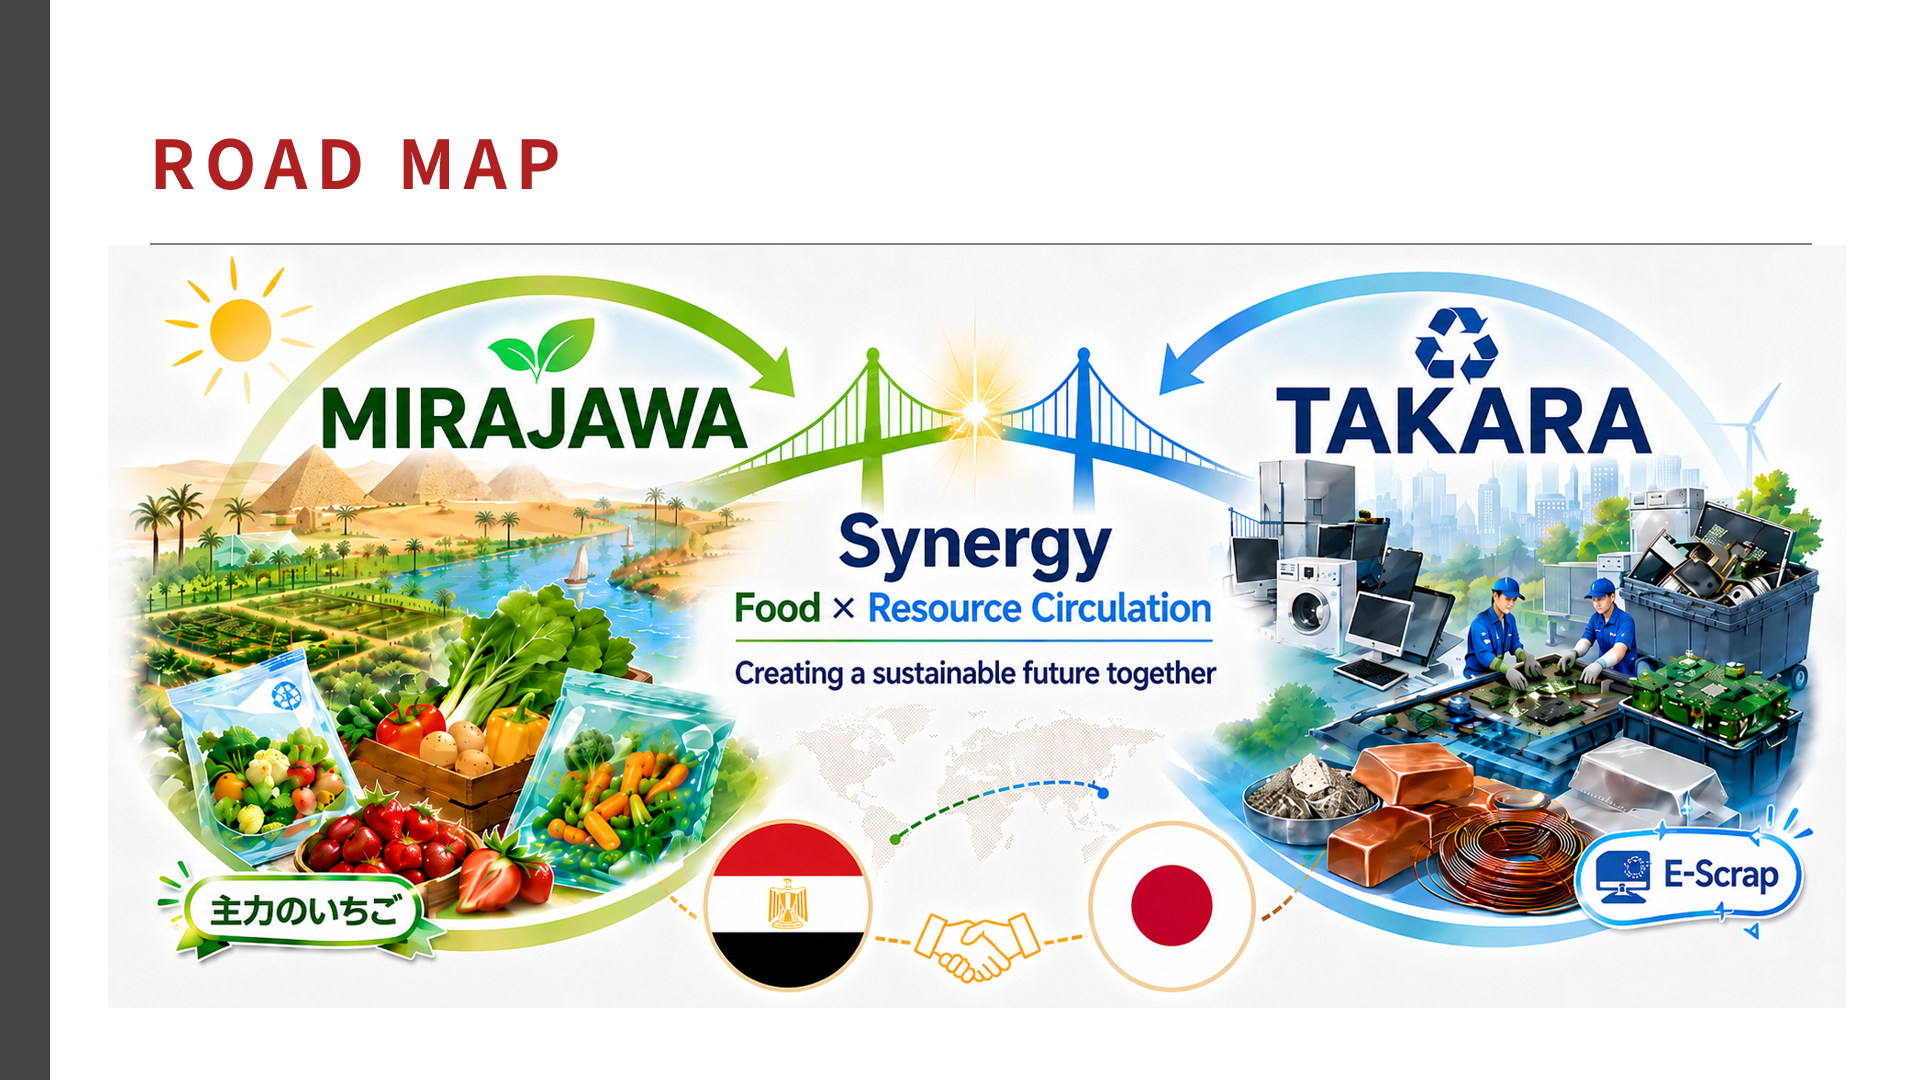 ROAD MAP
MIRAJAWA
TAKARA
Synergy
Food × Resource Circulation
Creating a sustainable future together
主力のいちご
E-Scrap